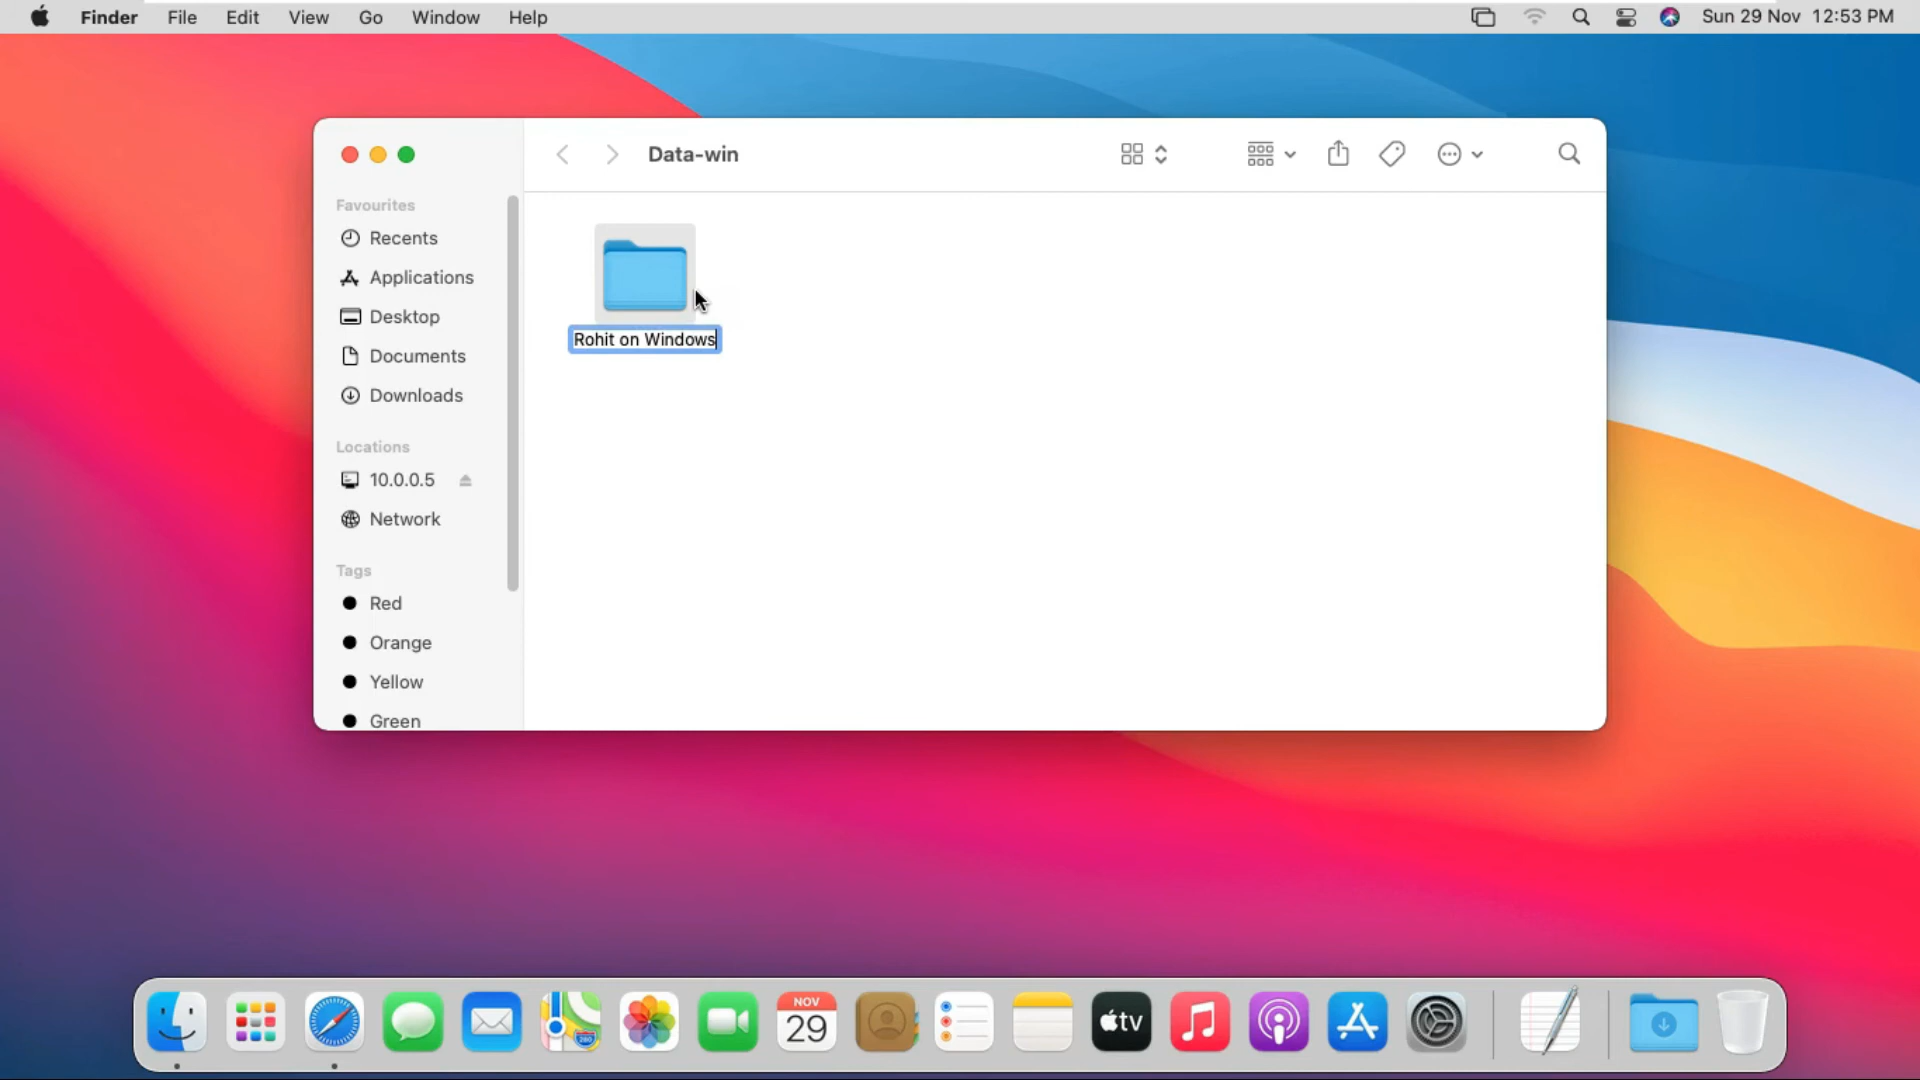 Finder File Edit View Go Window Help Sun 29 Nov 12:53 PM
Data-win
Favourites
Recents
Applications
Desktop
Documents
Downloads
Locations
10.0.0.5
Network
Tags
Red
Orange
Yellow
Green
Rohit on Windows
NOV
29
280
tv